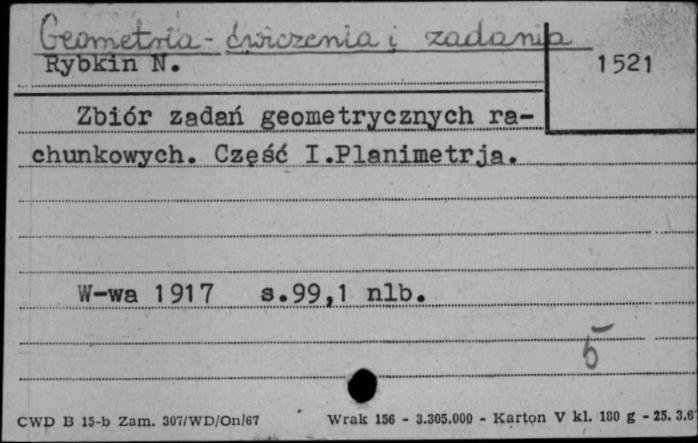 Geometria - ćwiczenia i zadania
Rybkin N.
1521
Zbiór zadań geometrycznych ra-
chunkowych. Część I.Planimetrja.
W-wa 1917 s.99,1 nlb.
5
CWD B 15-b Zam. 307/WD/On/67 Wrak 156 - 3.305.000 - Karton V kl. 180 g - 25. 3.6